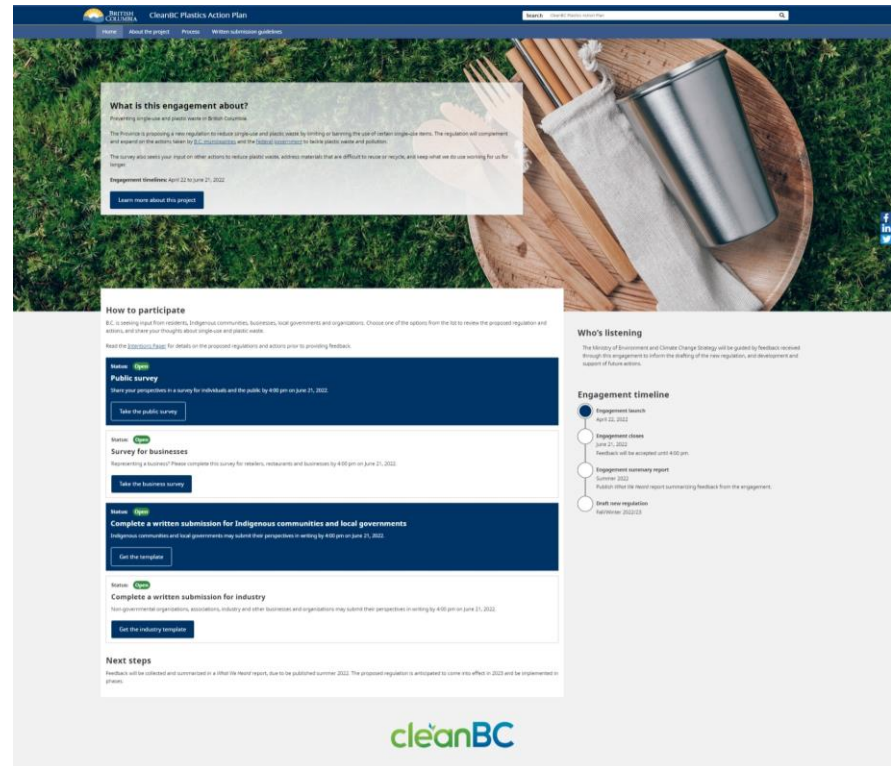 BRITISH
COLUMBIA
CleanBC Plastics Action Plan
Search
CleanBC Plastics Action Plan
Home About the project Process Written submission guidelines
What is this engagement about?
Preventing single-use and plastic waste in British Columbia.
The Province is proposing a new regulation to reduce single-use and plastic waste by limiting or banning the use of certain single-use items. The regulation will complement
and expand on the actions taken by B.C. municipalities and the federal government to tackle plastic waste and pollution.
The survey also seeks your input on other actions to reduce plastic waste, address materials that are difficult to reuse or recycle, and keep what we do use working for us for
longer.
Engagement timelines: April 22 to June 21, 2022
Learn more about this project
f
in
How to participate
B.C. is seeking input from residents, Indigenous communities, businesses, local governments and organizations. Choose one of the options from the list to review the proposed regulation and
actions, and share your thoughts about single-use and plastic waste.
Read the Intentions Paper for details on the proposed regulations and actions prior to providing feedback.
Status: Open
Public survey
Share your perspectives in a survey for individuals and the public by 4:00 pm on June 21, 2022.
Take the public survey
Status: Open
Survey for businesses
Representing a business? Please complete this survey for retailers, restaurants and businesses by 4:00 pm on June 21, 2022.
Take the business survey
Status: Open
Complete a written submission for Indigenous communities and local governments
Indigenous communities and local governments may submit their perspectives in writing by 4:00 pm on June 21, 2022.
Get the template
Status: Open
Complete a written submission for industry
Non-governmental organizations, associations, industry and other businesses and organizations may submit their perspectives in writing by 4:00 pm on June 21, 2022.
Get the industry template
Next steps
Feedback will be collected and summarized in a What We Heard report, due to be published summer 2022. The proposed regulation is anticipated to come into effect in 2023 and be implemented in
phases.
Who's listening
The Ministry of Environment and Climate Change Strategy will be guided by feedback received
through this engagement to inform the drafting of the new regulation, and development and
support of future actions.
Engagement timeline
Engagement launch
April 22, 2022
Engagement closes
June 21, 2022
Feedback will be accepted until 4:00 pm
Engagement summary report
Summer 2022
Publish What We Heard report summarizing feedback from the engagement.
Draft new regulation
Fall/Winter 2022/23
cleanBC